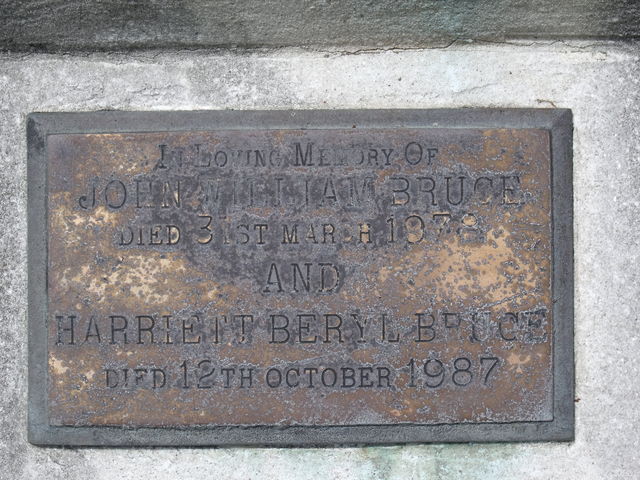 In Loving Memory Of
JOHN WILLIAM BRUCE
DIED 31ST MARCH 1978
AND
HARRIETT BERYL BRUCE
DIED 12TH OCTOBER 1987